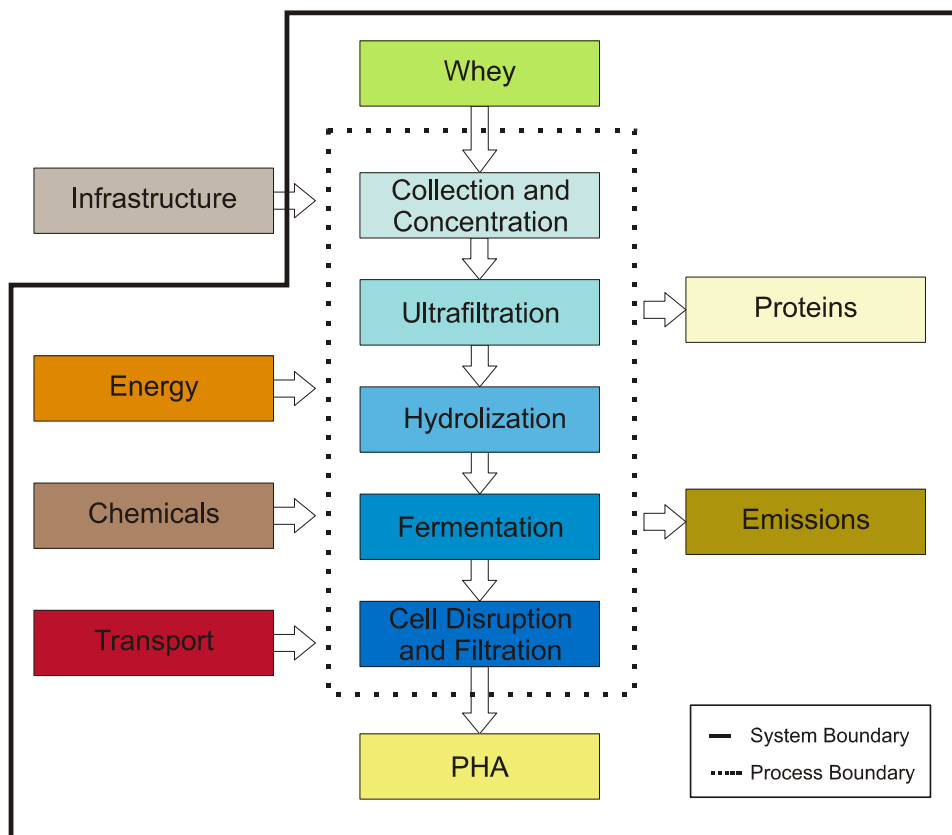 Whey
Infrastructure
Collection and
Concentration
Ultrafiltration
Proteins
Energy
Hydrolization
Chemicals
Fermentation
Emissions
Transport
Cell Disruption
and Filtration
PHA
System Boundary
Process Boundary